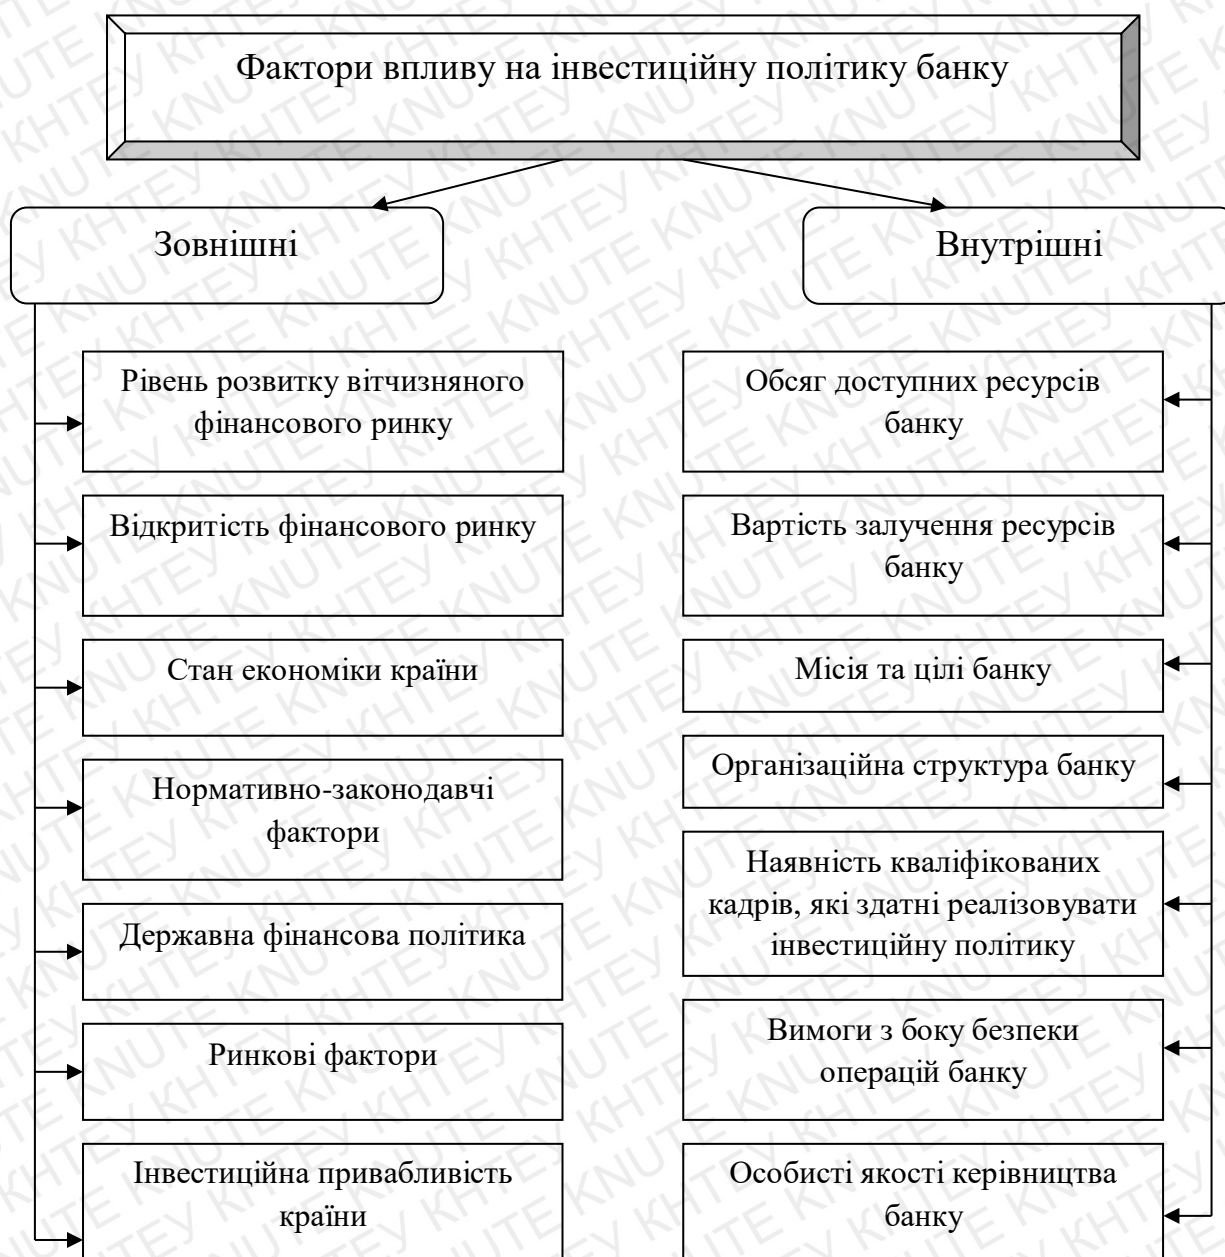 Фактори впливу на інвестиційну політику банку
Зовнішні
Внутрішні
Рівень розвитку вітчизняного
фінансового ринку
Відкритість фінансового ринку
Стан економіки країни
Нормативно-законодавчі
фактори
Державна фінансова політика
Ринкові фактори
Інвестиційна привабливість
країни
Обсяг доступних ресурсів
банку
Вартість залучення ресурсів
банку
Місія та цілі банку
Організаційна структура банку
Наявність кваліфікованих
кадрів, які здатні реалізовувати
інвестиційну політику
Вимоги з боку безпеки
операцій банку
Особисті якості керівництва
банку